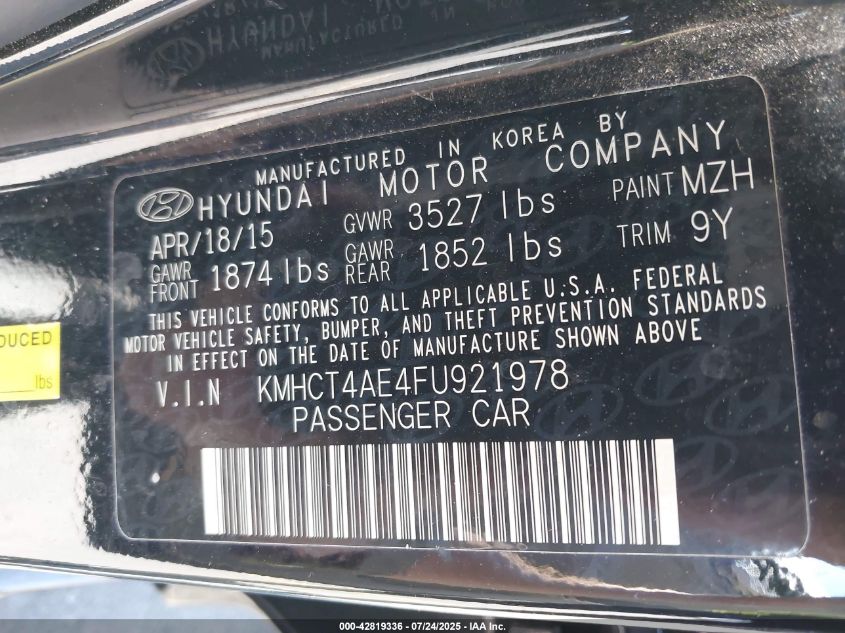 MANUFACTURED IN KOREA BY
HYUNDAI MOTOR COMPANY
APR/18/15 GVWR 3527 lbs PAINT MZH
GAWR FRONT 1874 lbs GAWR REAR 1852 lbs TRIM 9Y
THIS VEHICLE CONFORMS TO ALL APPLICABLE U.S.A. FEDERAL
MOTOR VEHICLE SAFETY, BUMPER, AND THEFT PREVENTION STANDARDS
IN EFFECT ON THE DATE OF MANUFACTURE SHOWN ABOVE
V.I.N KMHCT4AE4FU921978
PASSENGER CAR
lbs
000-42819336 - 07/24/2025 - © IAA, Inc.